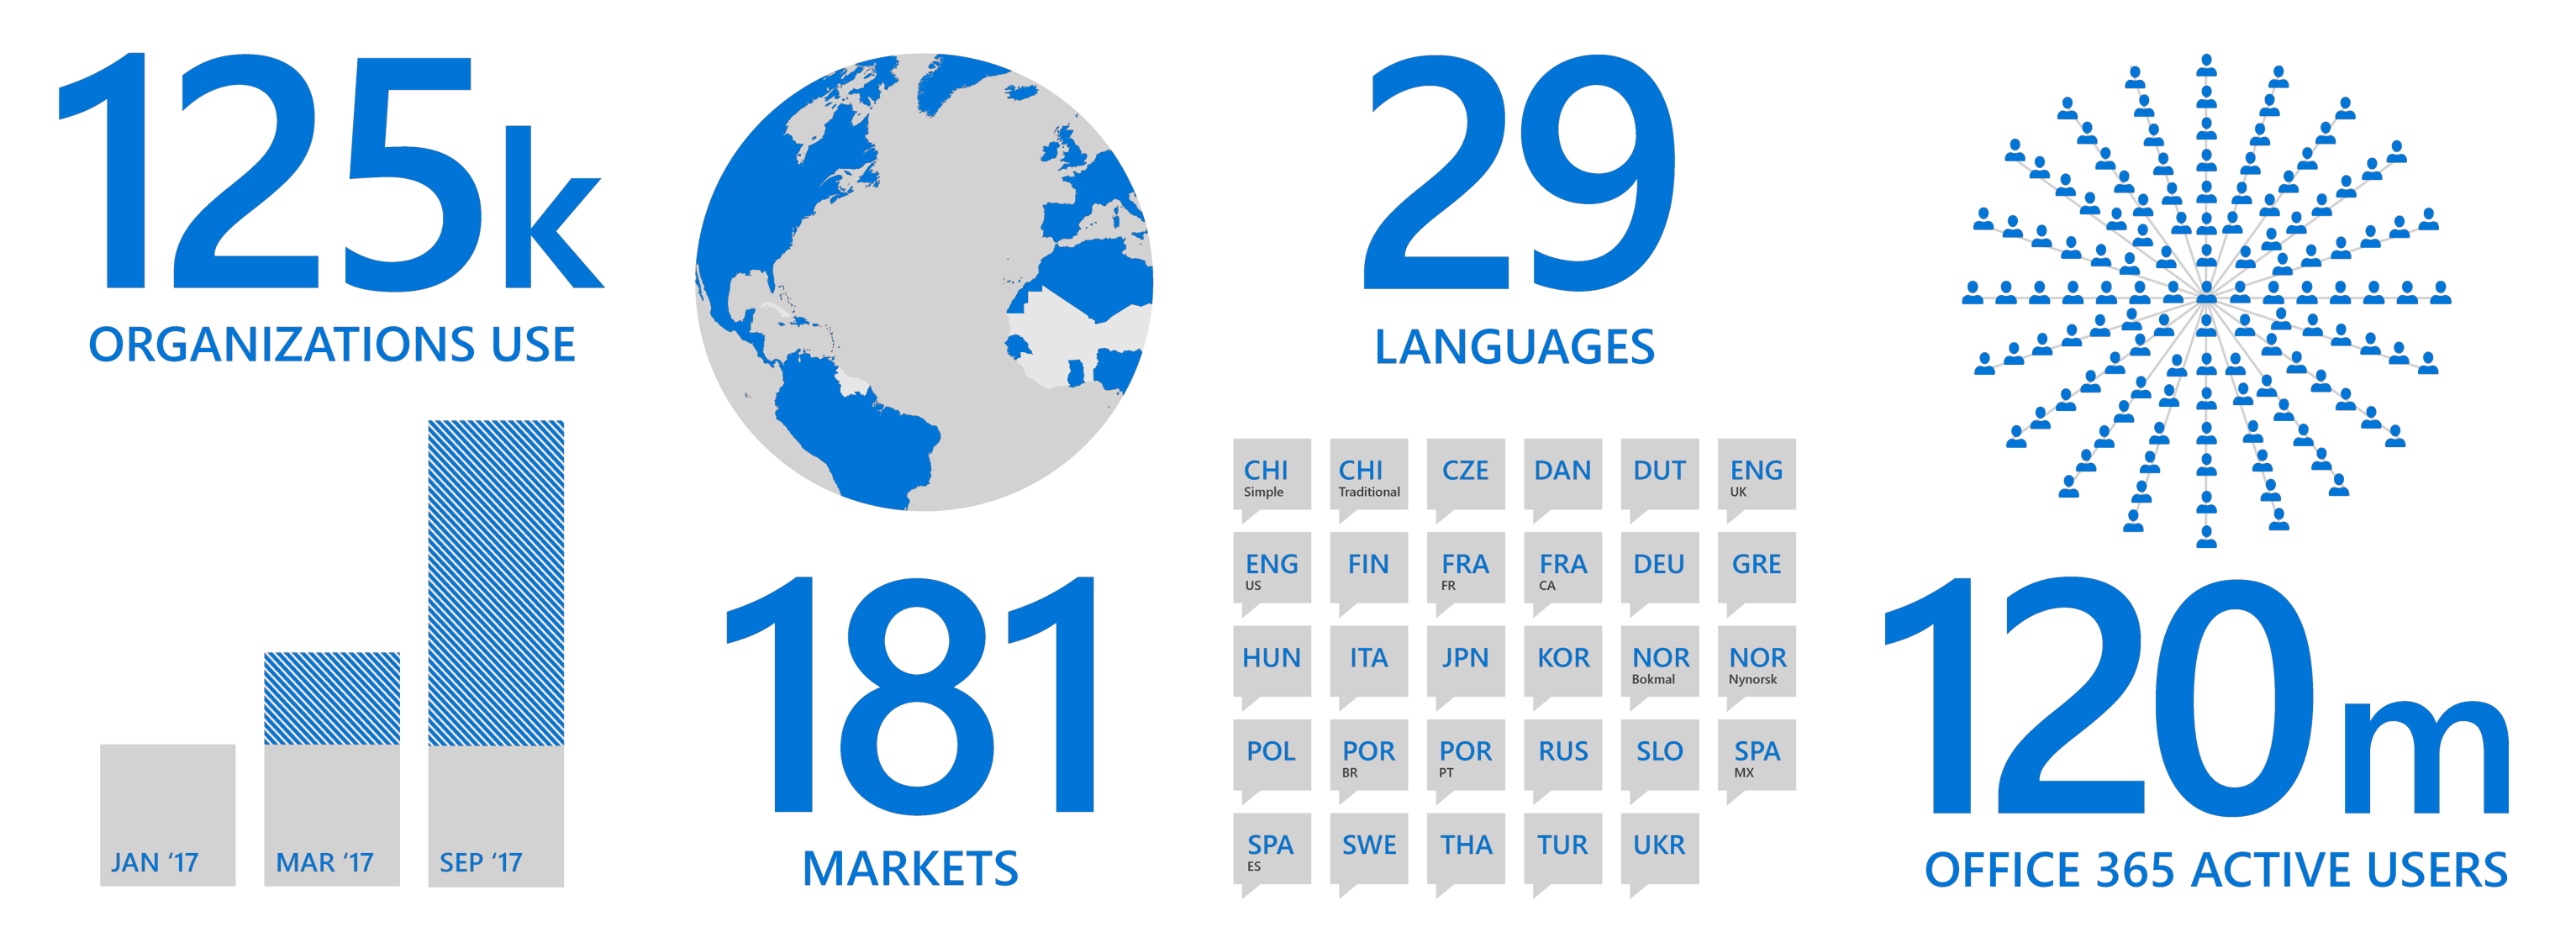 125k
ORGANIZATIONS USE
JAN ‘17
MAR ‘17
SEP ‘17
181
MARKETS
29
LANGUAGES
CHI
Simple
CHI
Traditional
CZE
DAN
DUT
ENG
UK
ENG
US
FIN
FRA
FR
FRA
CA
DEU
GRE
HUN
ITA
JPN
KOR
NOR
Bokmal
NOR
Nynorsk
POL
POR
BR
POR
PT
RUS
SLO
SPA
MX
SPA
ES
SWE
THA
TUR
UKR
120m
OFFICE 365 ACTIVE USERS